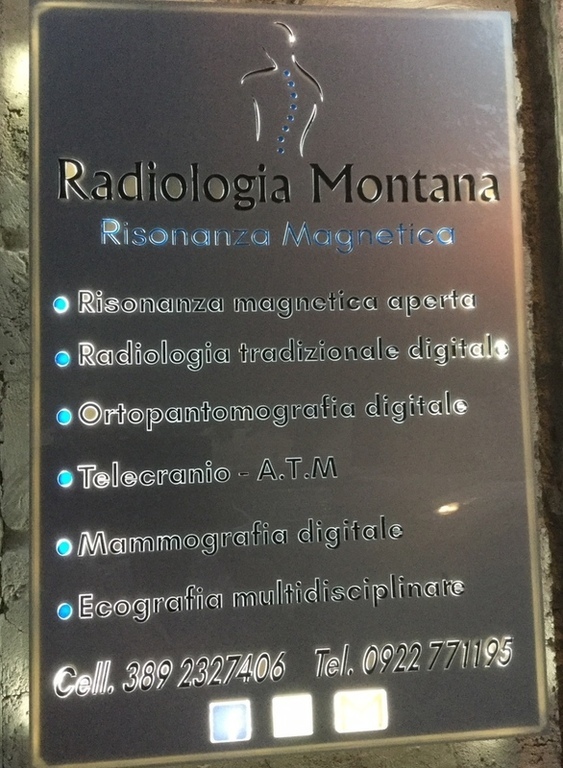 Radiologia Montana
Risonanza Magnetica
Risonanza magnetica aperta
Radiologia tradizionale digitale
Ortopantomografia digitale
Telecranio - A.T.M
Mammografia digitale
Ecografia multidisciplinare
Cell. 389 2327406 Tel. 0922 771195